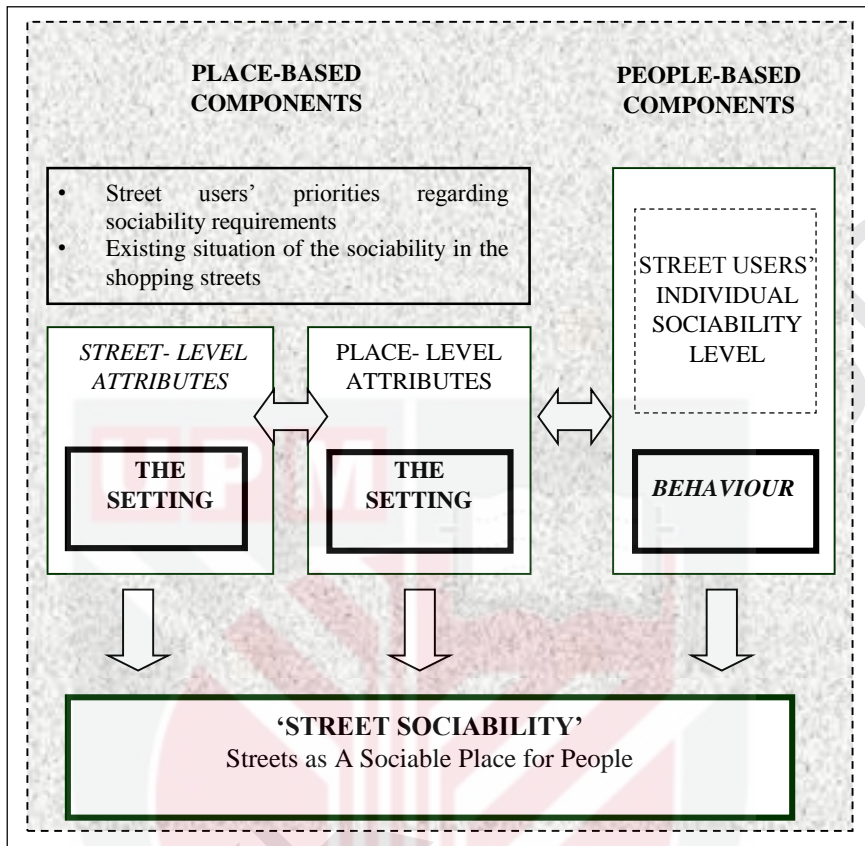 PLACE-BASED
COMPONENTS
PEOPLE-BASED
COMPONENTS
• Street users’ priorities regarding
sociability requirements
• Existing situation of the sociability in the
shopping streets
STREET- LEVEL
ATTRIBUTES
THE
SETTING
PLACE- LEVEL
ATTRIBUTES
THE
SETTING
STREET USERS’
INDIVIDUAL
SOCIABILITY
LEVEL
BEHAVIOUR
UPM
‘STREET SOCIABILITY’
Streets as A Sociable Place for People